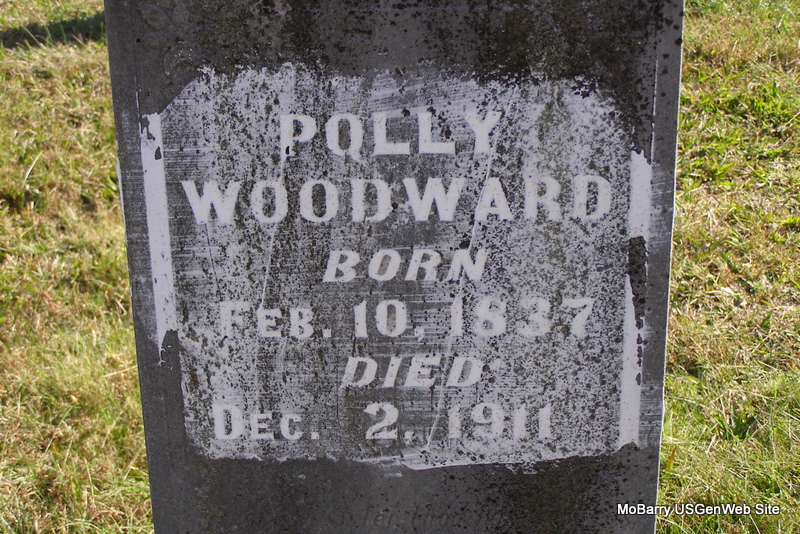 POLLY
WOODWARD
BORN
FEB. 10, 1837
DIED
DEC. 2, 1911
MoBarry.USGenWeb Site